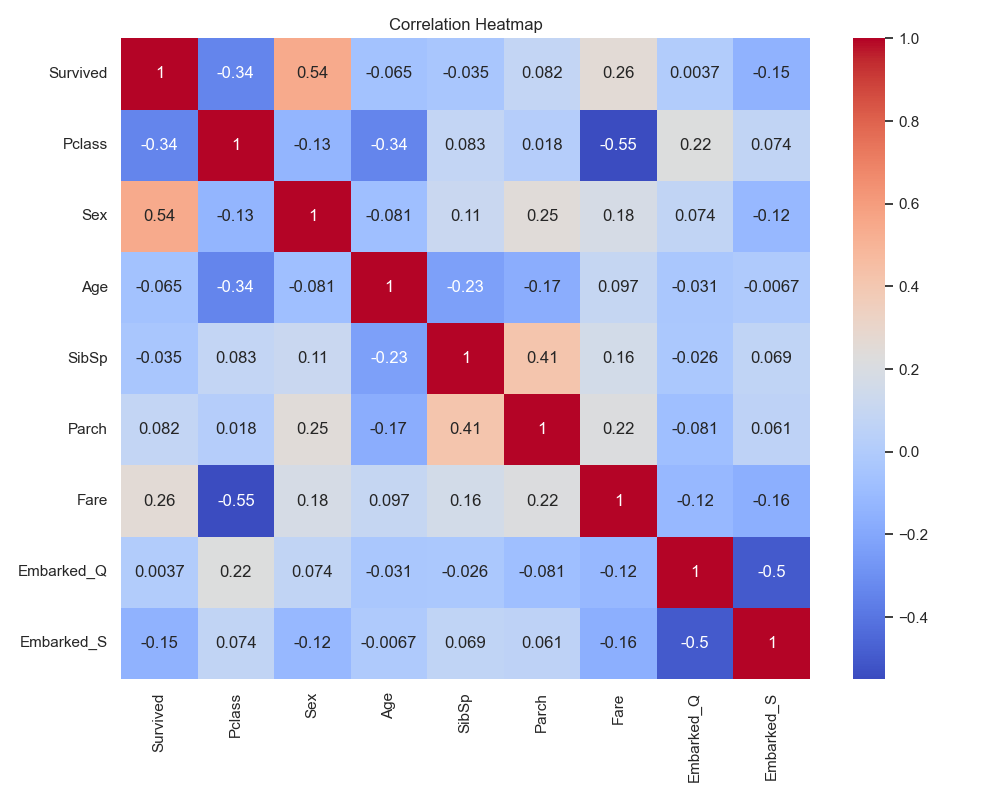 Correlation Heatmap
Survived 1 -0.34 0.54 -0.065 -0.035 0.082 0.26 0.0037 -0.15
Pclass -0.34 1 -0.13 -0.34 0.083 0.018 -0.55 0.22 0.074
Sex 0.54 -0.13 1 -0.081 0.11 0.25 0.18 0.074 -0.12
Age -0.065 -0.34 -0.081 1 -0.23 -0.17 0.097 -0.031 -0.0067
SibSp -0.035 0.083 0.11 -0.23 1 0.41 0.16 -0.026 0.069
Parch 0.082 0.018 0.25 -0.17 0.41 1 0.22 -0.081 0.061
Fare 0.26 -0.55 0.18 0.097 0.16 0.22 1 -0.12 -0.16
Embarked_Q 0.0037 0.22 0.074 -0.031 -0.026 -0.081 -0.12 1 -0.5
Embarked_S -0.15 0.074 -0.12 -0.0067 0.069 0.061 -0.16 -0.5 1
Survived Pclass Sex Age SibSp Parch Fare Embarked_Q Embarked_S
1.0
0.8
0.6
0.4
0.2
0.0
−0.2
−0.4